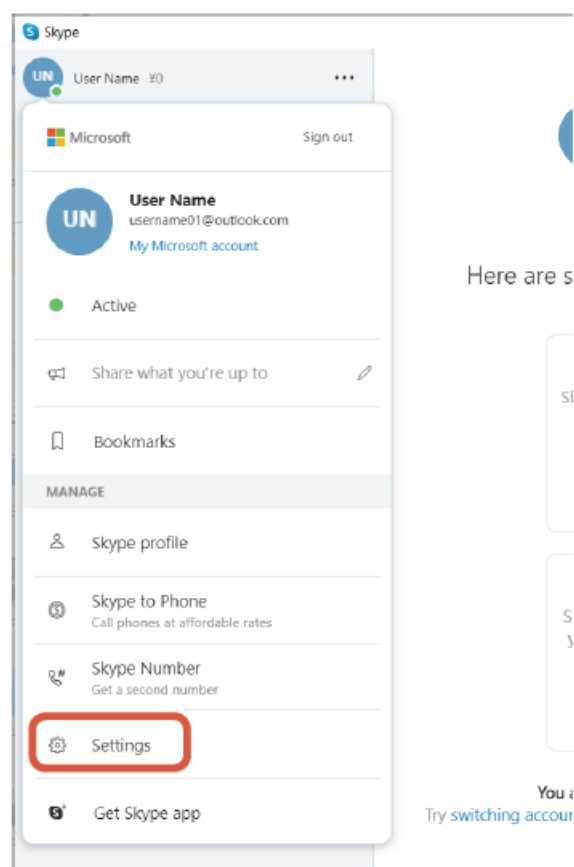 Skype
UN User Name ¥0
Microsoft Sign out
UN
User Name
username01@outlook.com
My Microsoft account
Active
Share what you're up to
Bookmarks
MANAGE
Skype profile
Skype to Phone
Call phones at affordable rates
Skype Number
Get a second number
Settings
Get Skype app
Here are s
You a
Try switching accour